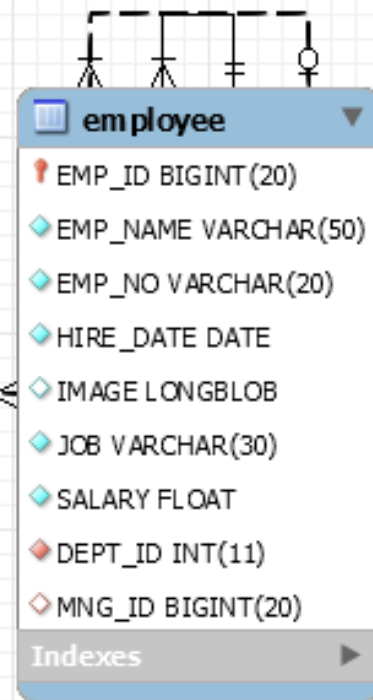 employee
EMP_ID BIGINT(20)
EMP_NAME VARCHAR(50)
EMP_NO VARCHAR(20)
HIRE_DATE DATE
IMAGE LONGBLOB
JOB VARCHAR(30)
SALARY FLOAT
DEPT_ID INT(11)
MNG_ID BIGINT(20)
Indexes